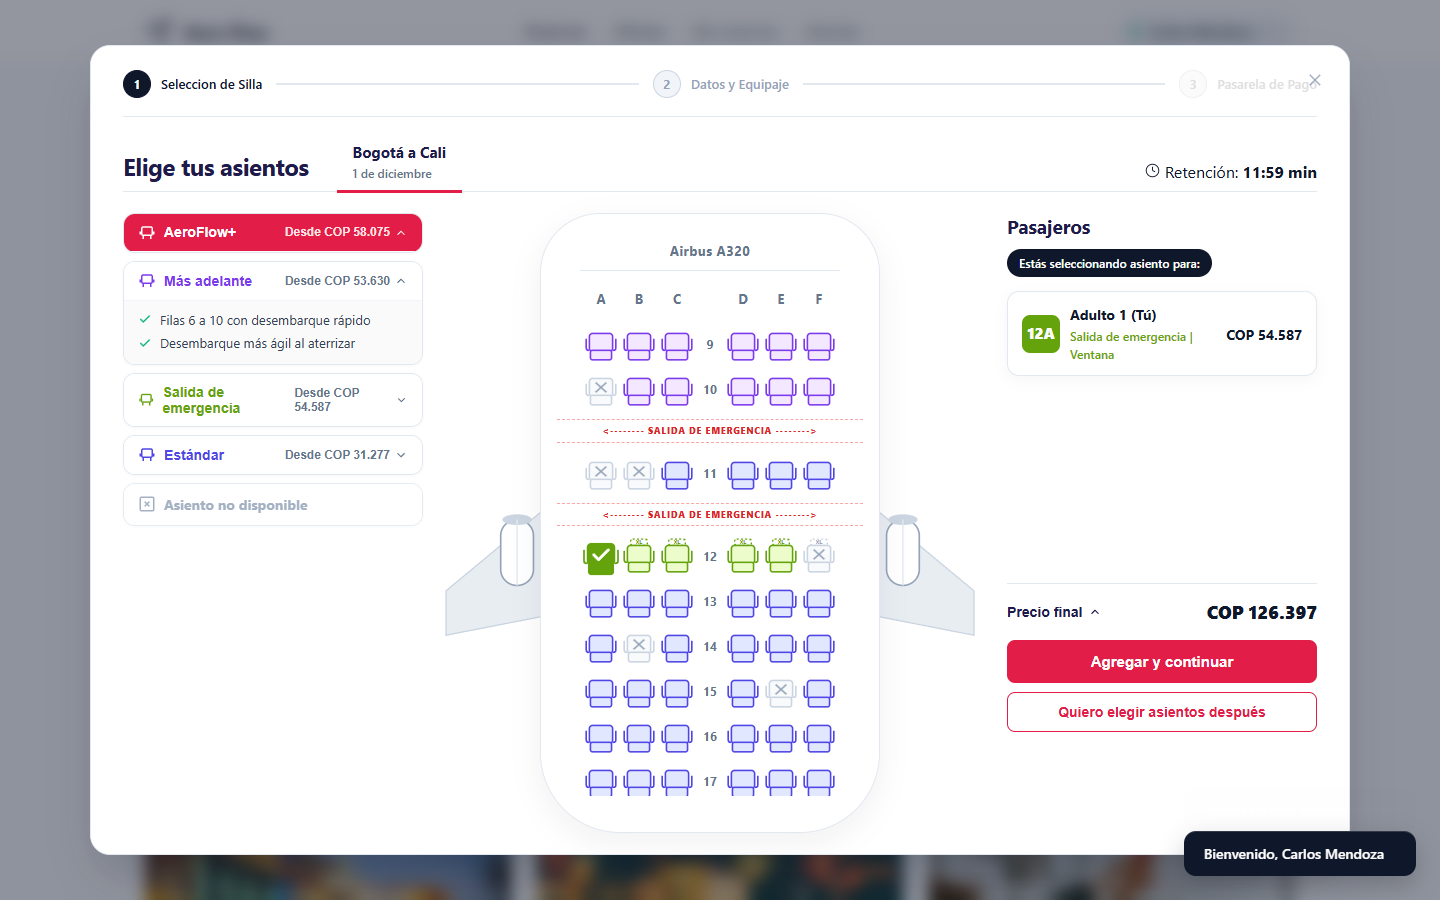 1 Seleccion de Silla
2 Datos y Equipaje
3 Pasarela de Pago
Elige tus asientos
Bogotá a Cali
1 de diciembre
Retención: 11:59 min
AeroFlow+ Desde COP 58.075
Más adelante Desde COP 53.630
Filas 6 a 10 con desembarque rápido
Desembarque más ágil al aterrizar
Salida de
emergencia
Desde COP
54.587
Estándar Desde COP 31.277
Asiento no disponible
Airbus A320
A B C D E F
9
10
<-------- SALIDA DE EMERGENCIA -------->
11
<-------- SALIDA DE EMERGENCIA -------->
XL XL XL XL XL
12
13
14
15
16
17
Pasajeros
Estás seleccionando asiento para:
12A
Adulto 1 (Tú)
Salida de emergencia |
Ventana
COP 54.587
Precio final COP 126.397
Agregar y continuar
Quiero elegir asientos después
Bienvenido, Carlos Mendoza